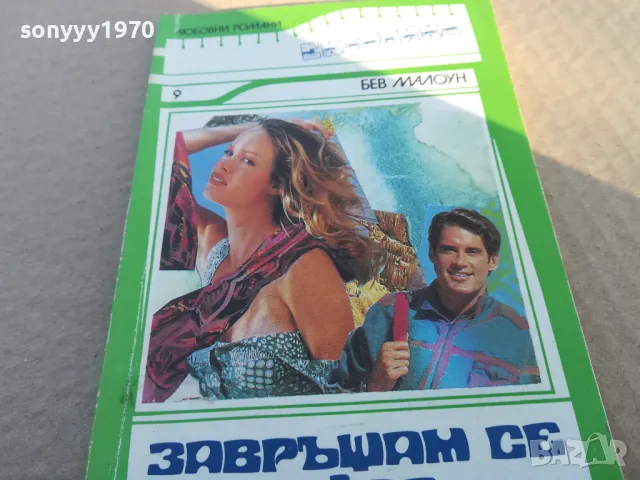 sonyyy1970
ЛЮБОВНИ РОМАНИ
9
БЕВ МАЛОУН
ЗАВРЪЩАМ СЕ
BAZAR